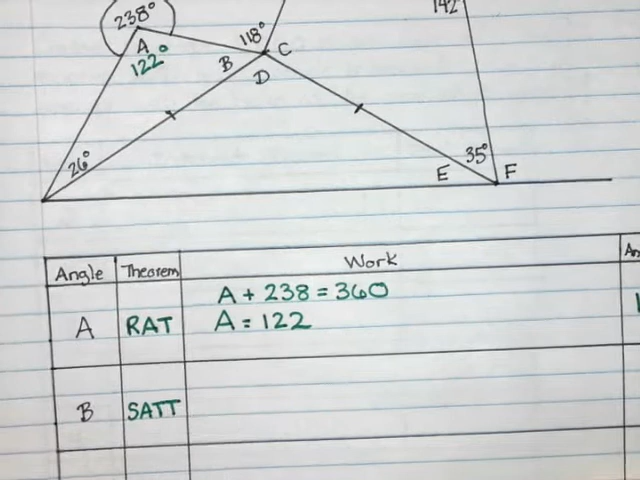 238°
142
118°
A
C
122°
B
D
26°
35°
E
F
Angle
Theorem
Work
A
RAT
A + 238 = 360
A = 122
B
SATT